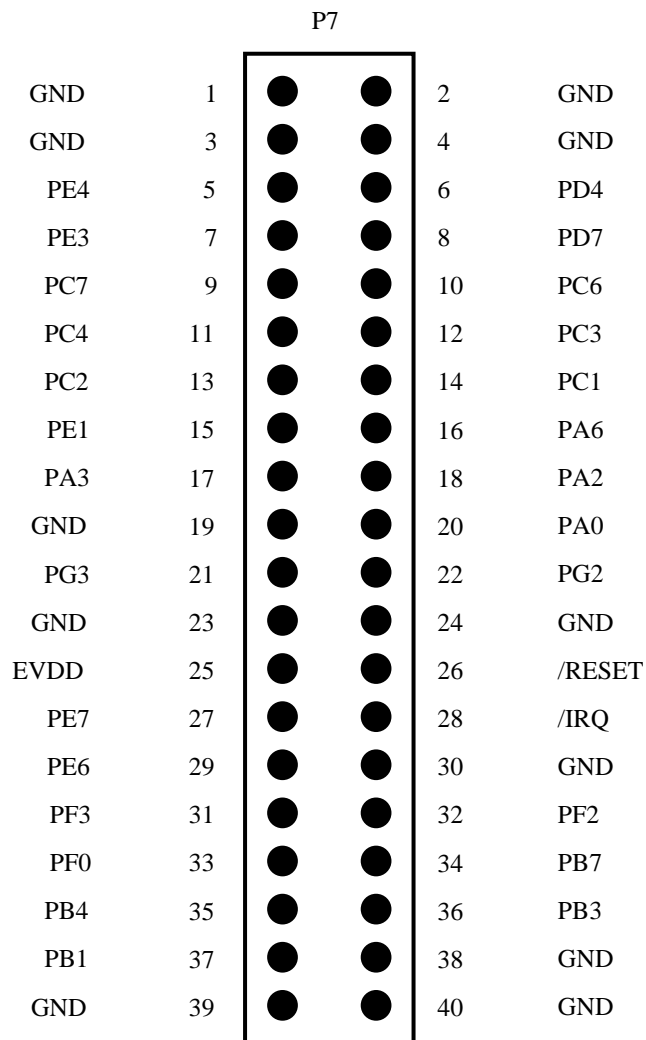 P7
GND 1 2 GND
GND 3 4 GND
PE4 5 6 PD4
PE3 7 8 PD7
PC7 9 10 PC6
PC4 11 12 PC3
PC2 13 14 PC1
PE1 15 16 PA6
PA3 17 18 PA2
GND 19 20 PA0
PG3 21 22 PG2
GND 23 24 GND
EVDD 25 26 /RESET
PE7 27 28 /IRQ
PE6 29 30 GND
PF3 31 32 PF2
PF0 33 34 PB7
PB4 35 36 PB3
PB1 37 38 GND
GND 39 40 GND